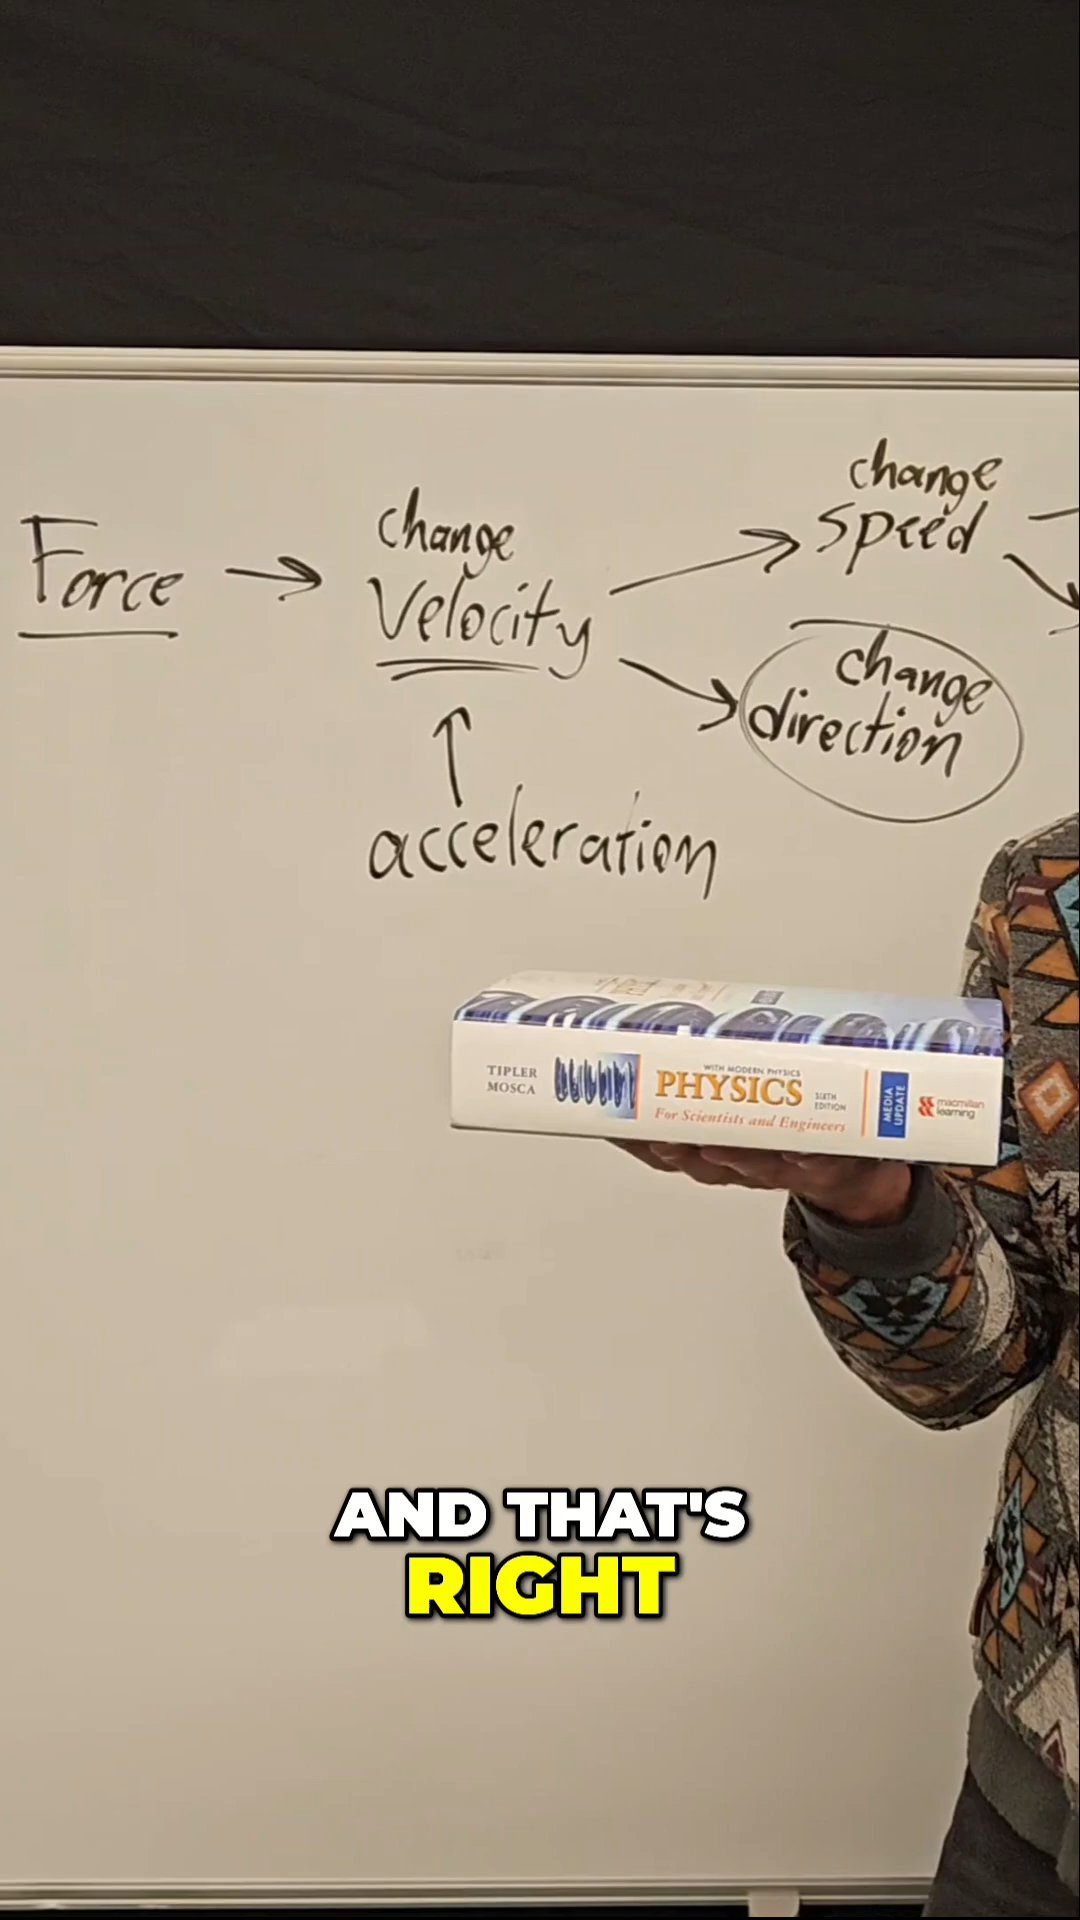 Force
change
velocity
change
speed
change
direction
acceleration
TIPLER
MOSCA
WITH MODERN PHYSICS
PHYSICS
SIXTH
EDITION
For Scientists and Engineers
MEDIA
UPDATE
macmillan
learning
AND THAT'S
RIGHT